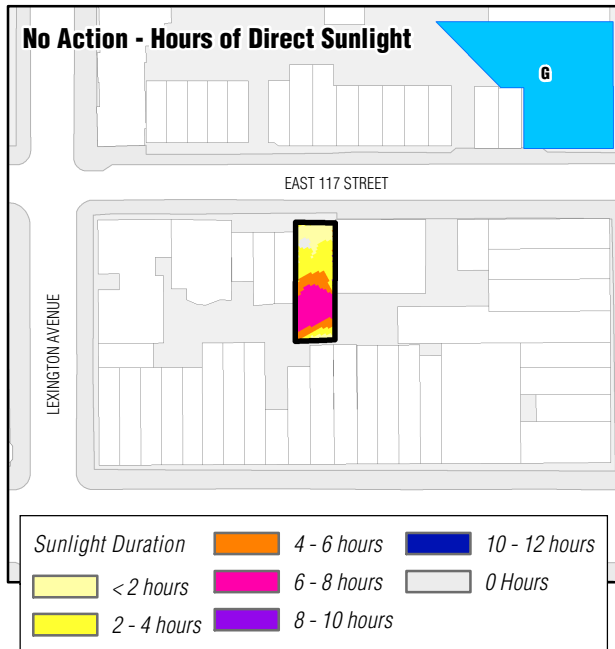 No Action - Hours of Direct Sunlight
G
EAST 117 STREET
LEXINGTON AVENUE
Sunlight Duration
< 2 hours
2 - 4 hours
4 - 6 hours
6 - 8 hours
8 - 10 hours
10 - 12 hours
0 Hours